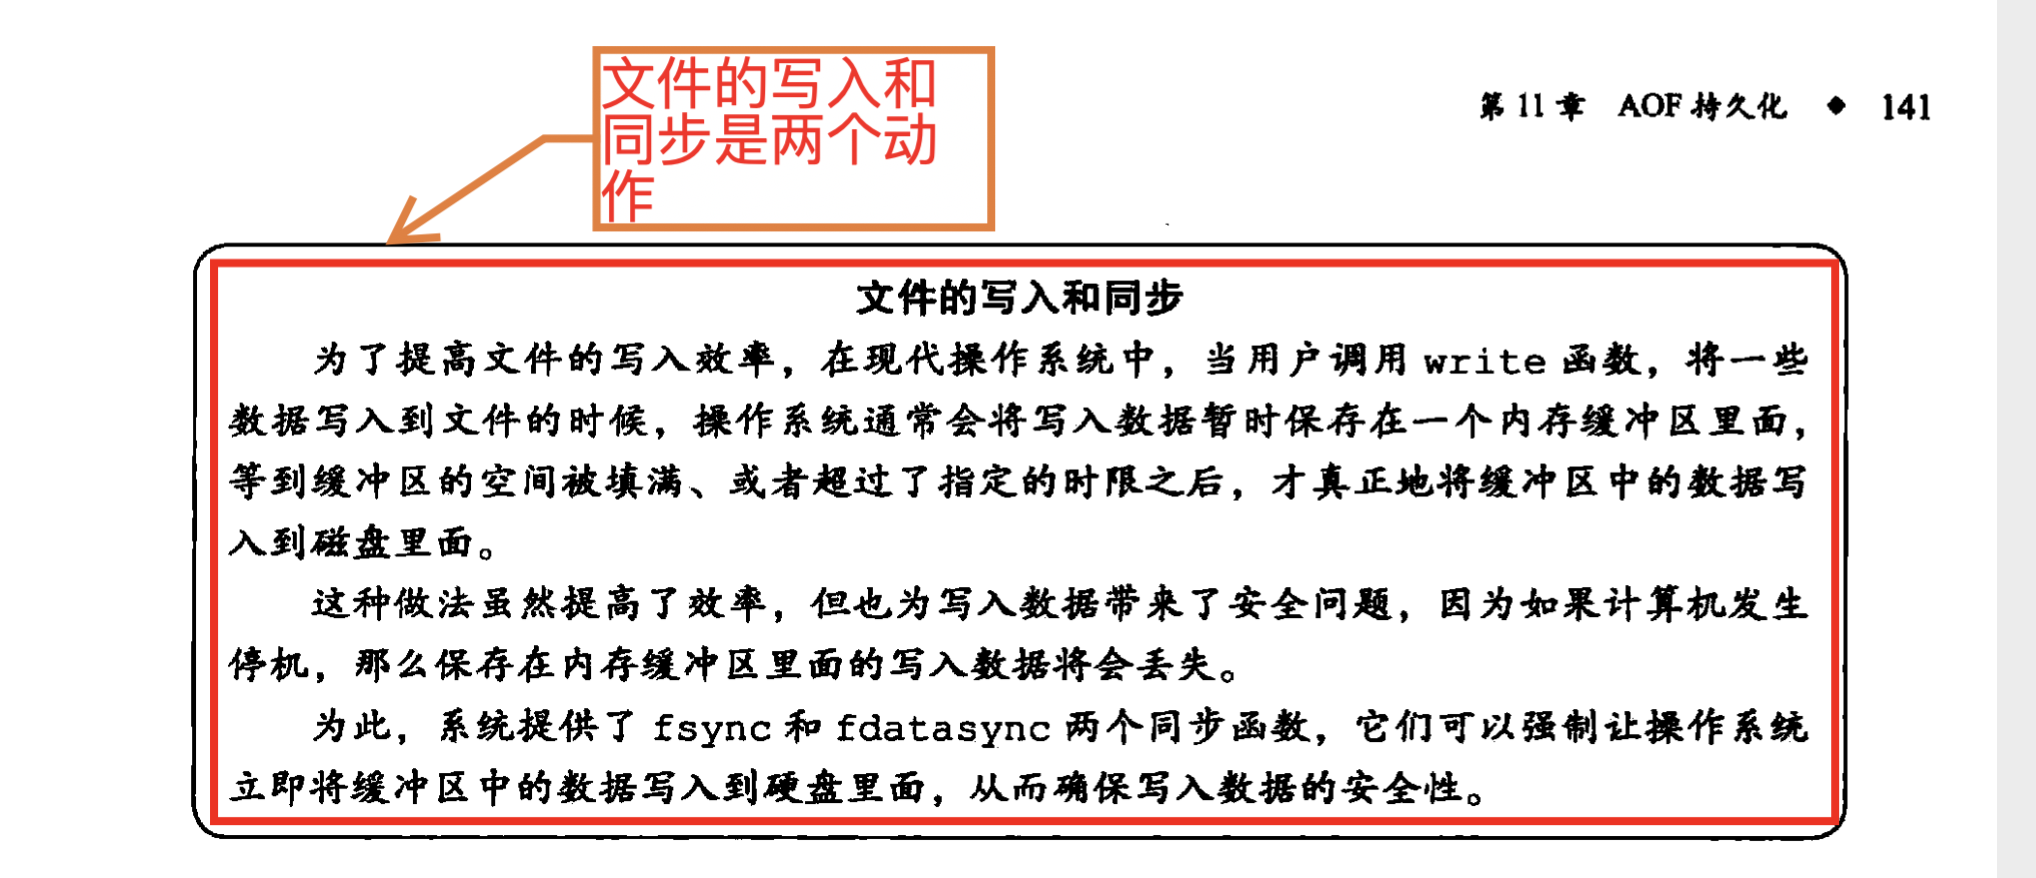 文件的写入和
同步是两个动
作
第 11 章 AOF 持久化 ◆ 141
文件的写入和同步
为了提高文件的写入效率，在现代操作系统中，当用户调用 write 函数，将一些
数据写入到文件的时候，操作系统通常会将写入数据暂时保存在一个内存缓冲区里面，
等到缓冲区的空间被填满、或者超过了指定的时限之后，才真正地将缓冲区中的数据写
入到磁盘里面。
这种做法虽然提高了效率，但也为写入数据带来了安全问题，因为如果计算机发生
停机，那么保存在内存缓冲区里面的写入数据将会丢失。
为此，系统提供了 fsync 和 fdatasync 两个同步函数，它们可以强制让操作系统
立即将缓冲区中的数据写入到硬盘里面，从而确保写入数据的安全性。